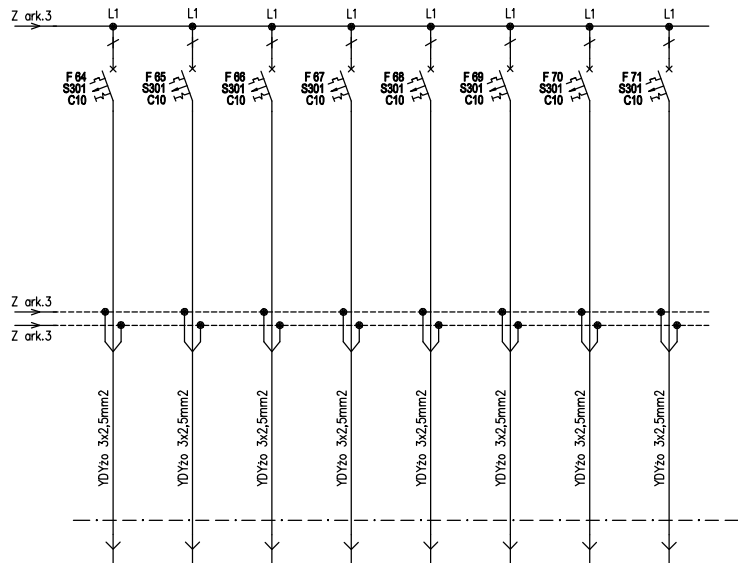 Z ark.3
L1 L1 L1 L1 L1 L1 L1 L1
F 64 F 65 F 66 F 67 F 68 F 69 F 70 F 71
S301 S301 S301 S301 S301 S301 S301 S301
C10 C10 C10 C10 C10 C10 C10 C10
Z ark.3
Z ark.3
YDYżo 3x2,5mm2
YDYżo 3x2,5mm2
YDYżo 3x2,5mm2
YDYżo 3x2,5mm2
YDYżo 3x2,5mm2
YDYżo 3x2,5mm2
YDYżo 3x2,5mm2
YDYżo 3x2,5mm2